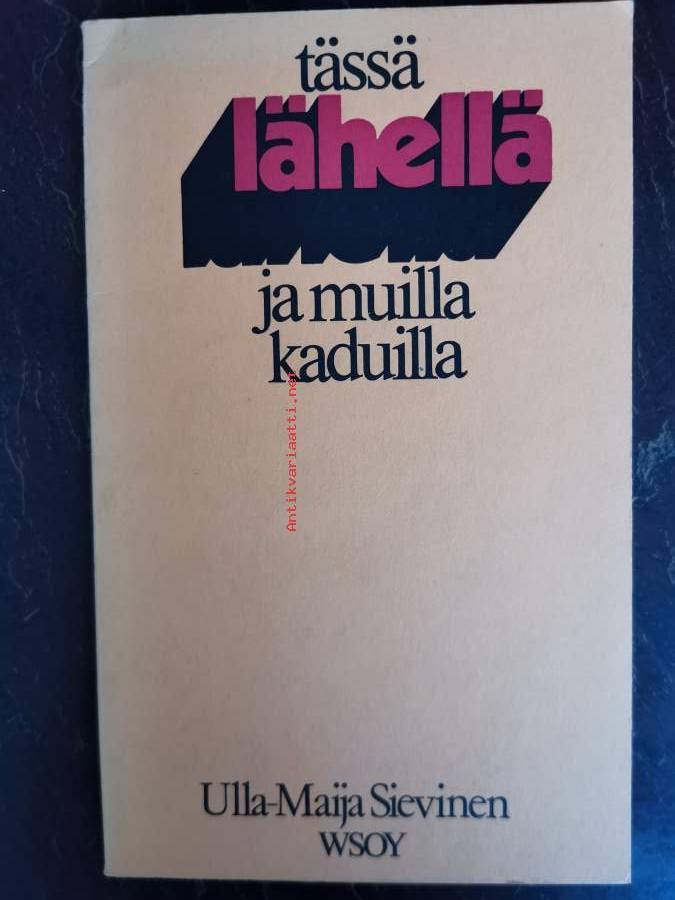 tässä
lähellä
ja muilla
kaduilla
Antikvariaatti.net
Ulla-Maija Sievinen
WSOY